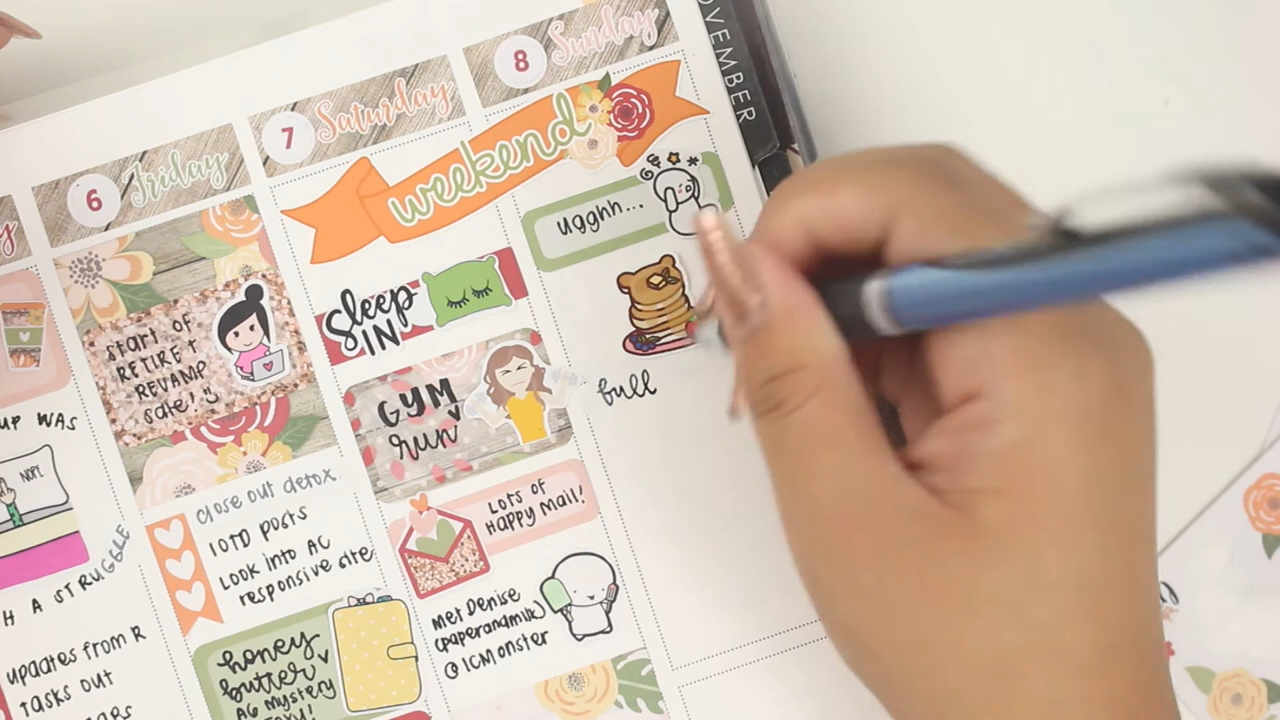 NOVEMBER
6 Friday
7 Saturday
8 Sunday
weekend
UP WAS
NOPE
H A STRUGGLE
updates from R
tasks out
start of
RETIRE +
REVAMP
sale!
close out detox
IOTD posts
LOOK into AC
responsive site
honey
butter
A6 Mystery
sleep
IN
GYM
run
LOTS OF
Happy Mail!
met Denise
(paperandmilk)
@ICMonster
ugghh...
full